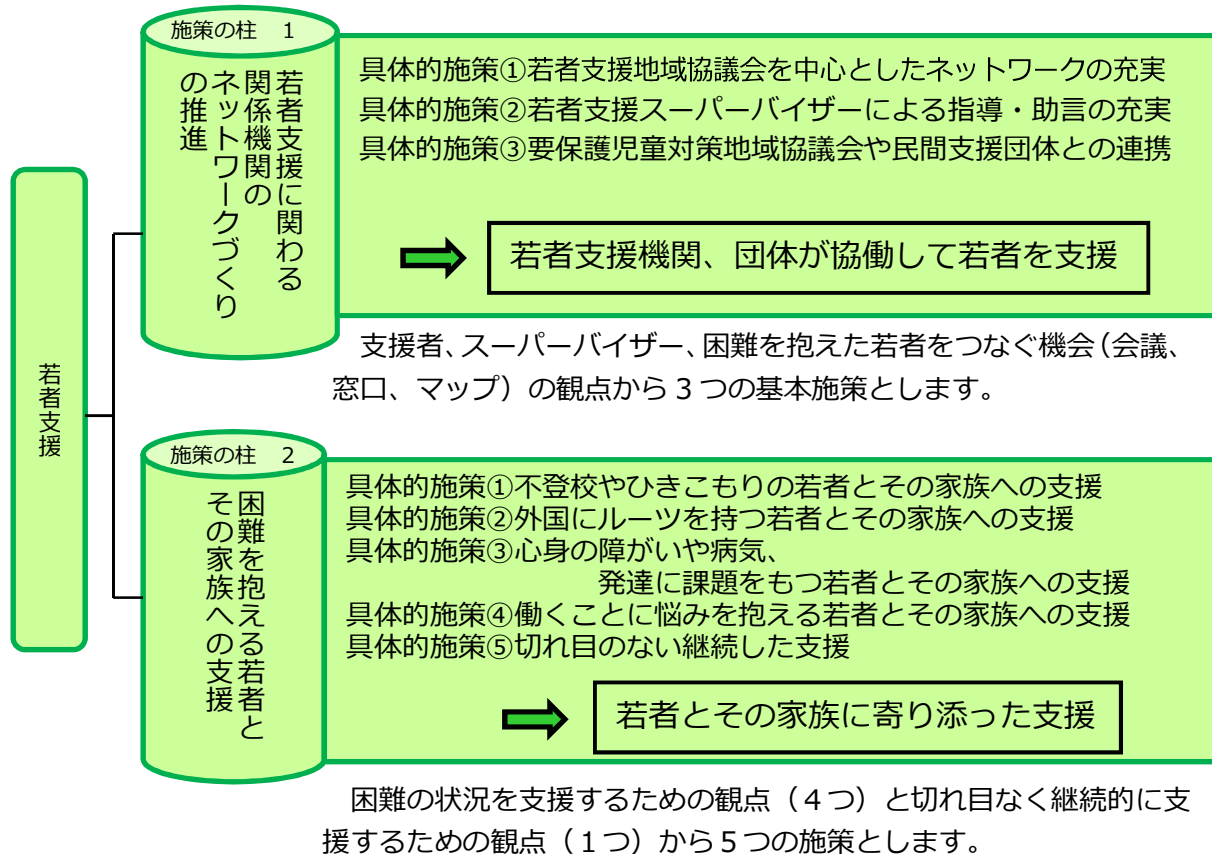 若者支援
施策の柱　1
若者支援に関わる
関係機関の
ネットワークづくり
の推進
具体的施策①若者支援地域協議会を中心としたネットワークの充実
具体的施策②若者支援スーパーバイザーによる指導・助言の充実
具体的施策③要保護児童対策地域協議会や民間支援団体との連携
若者支援機関、団体が協働して若者を支援
支援者、スーパーバイザー、困難を抱えた若者をつなぐ機会（会議、
窓口、マップ）の観点から３つの基本施策とします。
施策の柱　2
困難を抱える若者と
その家族への支援
具体的施策①不登校やひきこもりの若者とその家族への支援
具体的施策②外国にルーツを持つ若者とその家族への支援
具体的施策③心身の障がいや病気、
発達に課題をもつ若者とその家族への支援
具体的施策④働くことに悩みを抱える若者とその家族への支援
具体的施策⑤切れ目のない継続した支援
若者とその家族に寄り添った支援
困難の状況を支援するための観点（４つ）と切れ目なく継続的に支
援するための観点（１つ）から５つの施策とします。